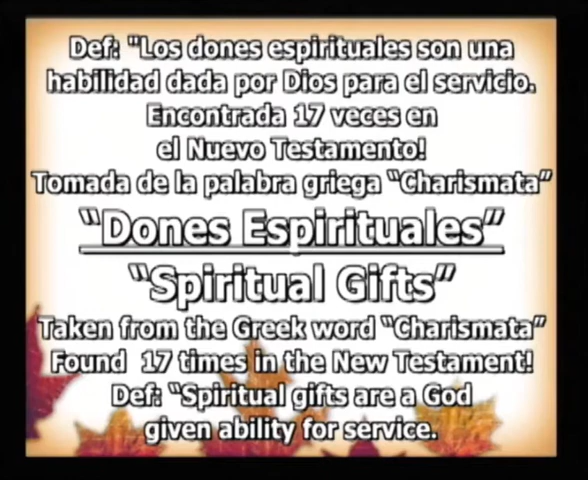 Def: "Los dones espirituales son una
habilidad dada por Dios para el servicio.
Encontrada 17 veces en
el Nuevo Testamento!
Tomada de la palabra griega “Charismata”
“Dones Espirituales”
“Spiritual Gifts”
Taken from the Greek word “Charismata”
Found 17 times in the New Testament!
Def: “Spiritual gifts are a God
given ability for service.